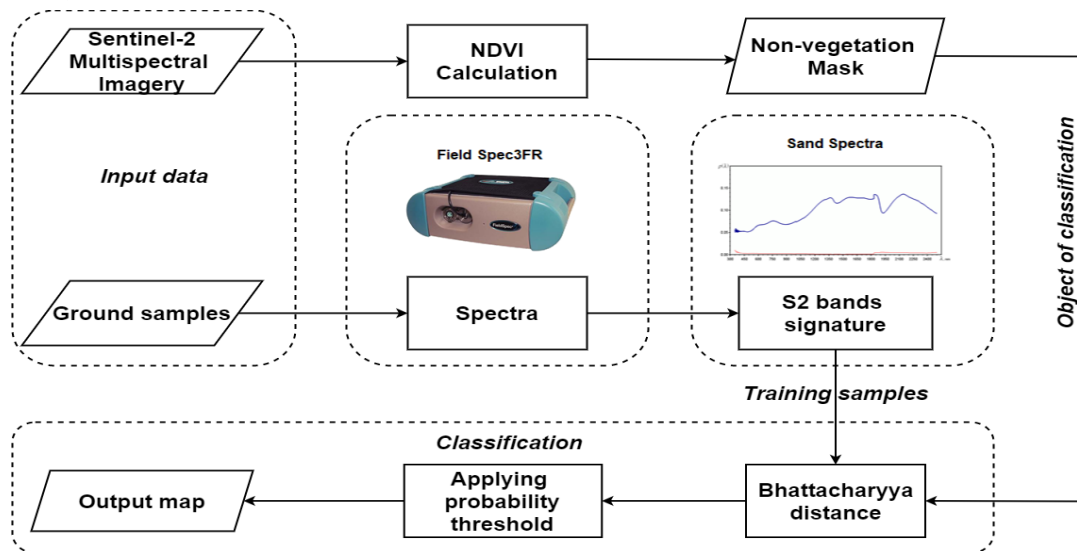 Sentinel-2
Multispectral
Imagery
NDVI
Calculation
Non-vegetation
Mask
Input data
Field Spec3FR
Sand Spectra
Object of classification
Ground samples
Spectra
S2 bands
signature
Training samples
Classification
Output map
Applying
probability
threshold
Bhattacharyya
distance